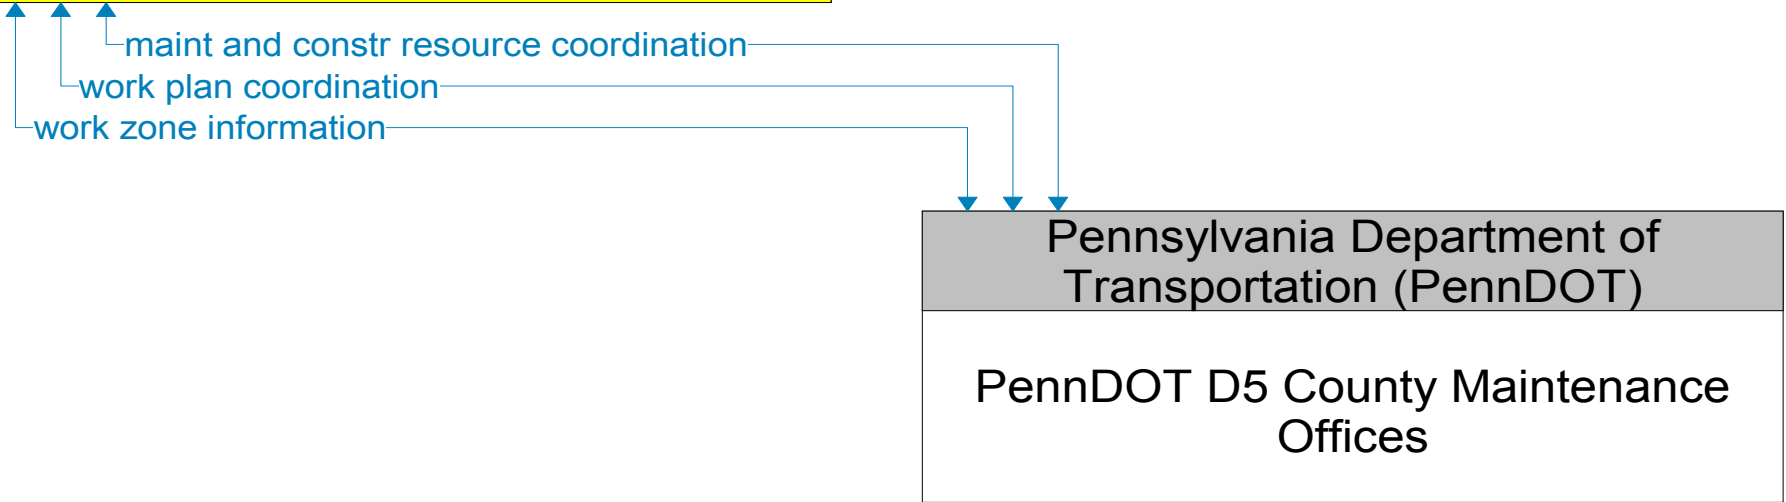 maint and constr resource coordination
work plan coordination
work zone information
Pennsylvania Department of
Transportation (PennDOT)
PennDOT D5 County Maintenance
Offices